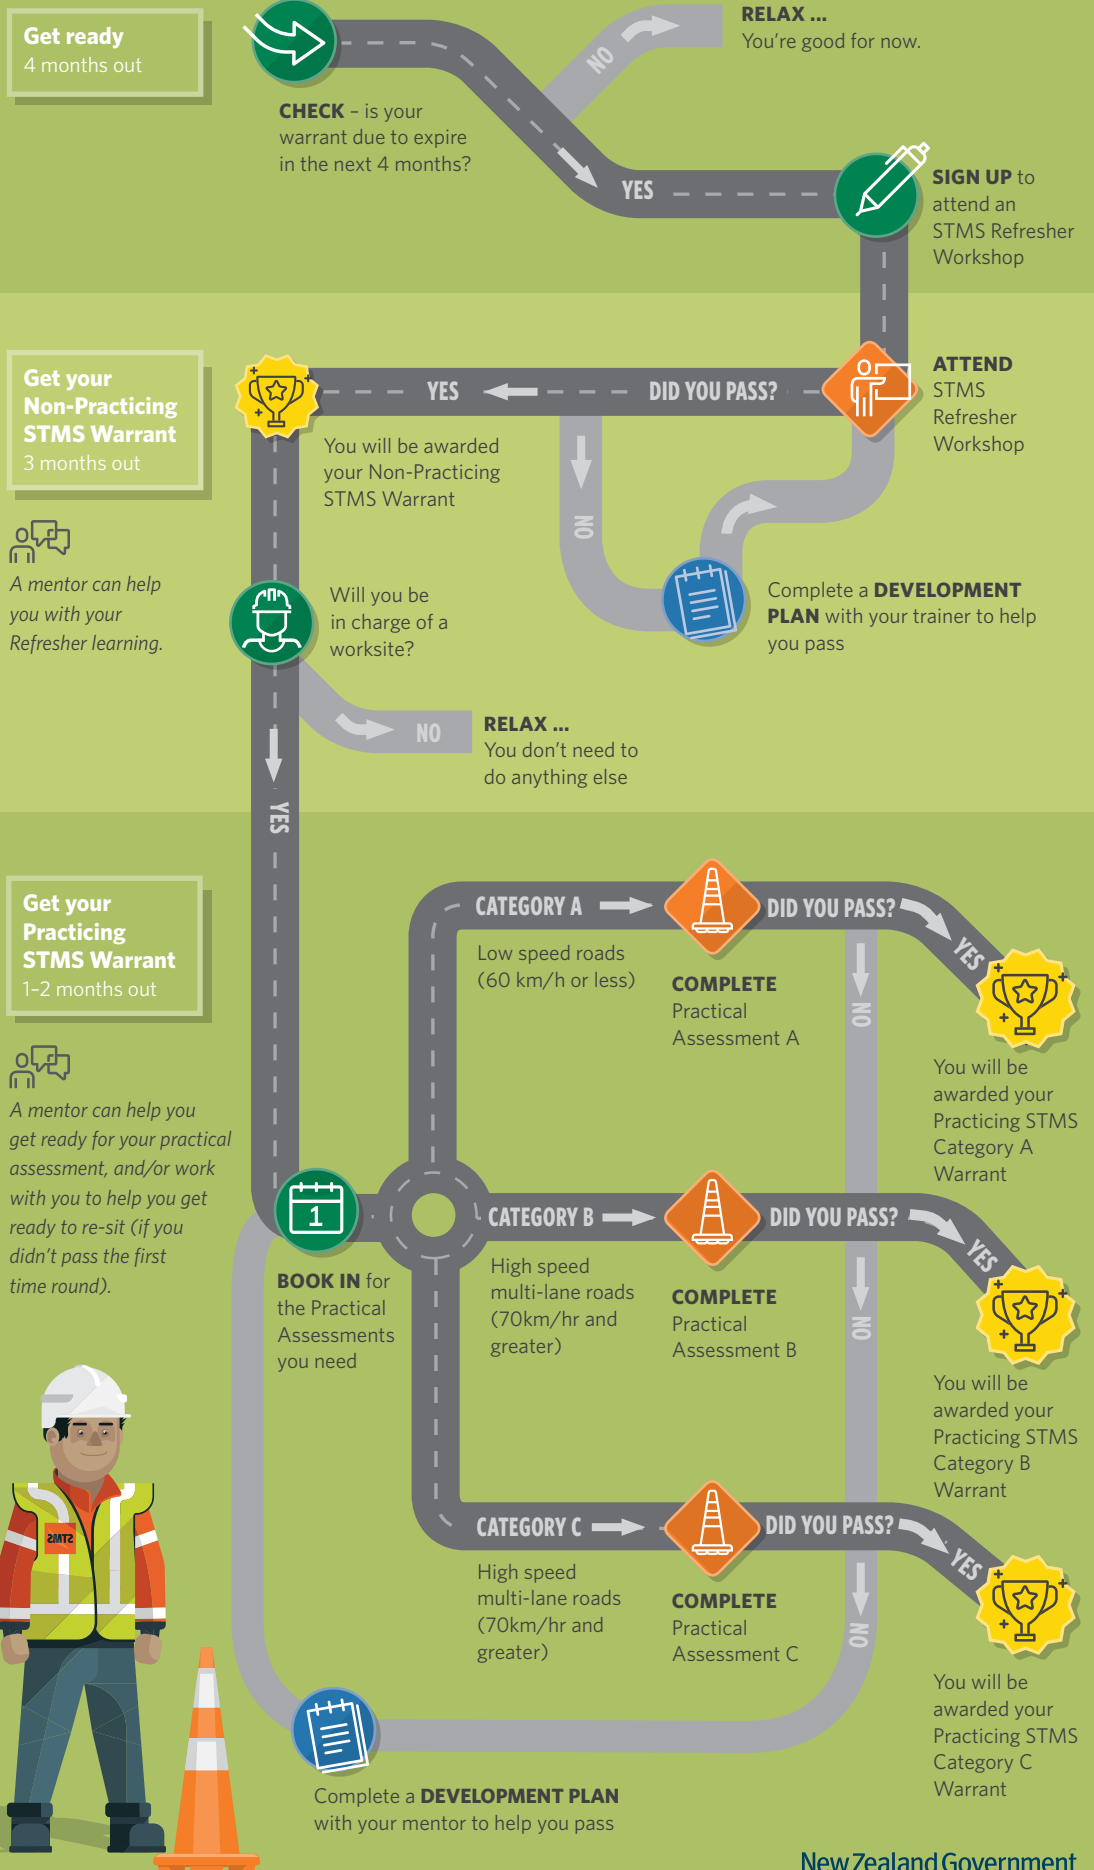 Get ready
4 months out
CHECK – is your
warrant due to expire
in the next 4 months?
NO
RELAX ...
You're good for now.
YES
SIGN UP to
attend an
STMS Refresher
Workshop
Get your
Non-Practicing
STMS Warrant
3 months out
ATTEND
STMS
Refresher
Workshop
DID YOU PASS?
YES
You will be awarded
your Non-Practicing
STMS Warrant
NO
Complete a DEVELOPMENT
PLAN with your trainer to help
you pass
A mentor can help
you with your
Refresher learning.
Will you be
in charge of a
worksite?
NO
RELAX ...
You don't need to
do anything else
YES
Get your
Practicing
STMS Warrant
1–2 months out
A mentor can help you
get ready for your practical
assessment, and/or work
with you to help you get
ready to re-sit (if you
didn't pass the first
time round).
1
BOOK IN for
the Practical
Assessments
you need
CATEGORY A
Low speed roads
(60 km/h or less)
COMPLETE
Practical
Assessment A
DID YOU PASS?
YES
NO
You will be
awarded your
Practicing STMS
Category A
Warrant
CATEGORY B
High speed
multi-lane roads
(70km/hr and
greater)
COMPLETE
Practical
Assessment B
DID YOU PASS?
YES
NO
You will be
awarded your
Practicing STMS
Category B
Warrant
CATEGORY C
High speed
multi-lane roads
(70km/hr and
greater)
COMPLETE
Practical
Assessment C
DID YOU PASS?
YES
NO
You will be
awarded your
Practicing STMS
Category C
Warrant
STMS
Complete a DEVELOPMENT PLAN
with your mentor to help you pass
New Zealand Government